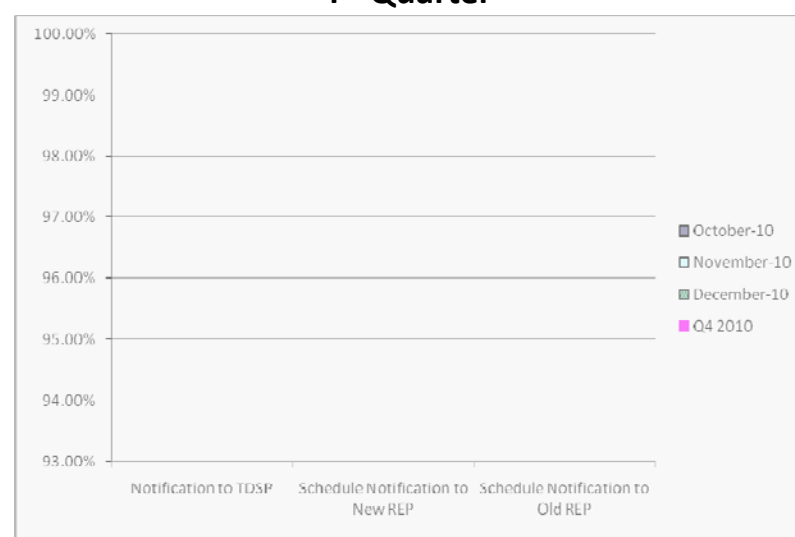 Quarter
100.00%
99.00%
98.00%
97.00%
96.00%
95.00%
94.00%
93.00%
Notification to TDSP
Schedule Notification to
New REP
Schedule Notification to
Old REP
October-10
November-10
December-10
Q4 2010